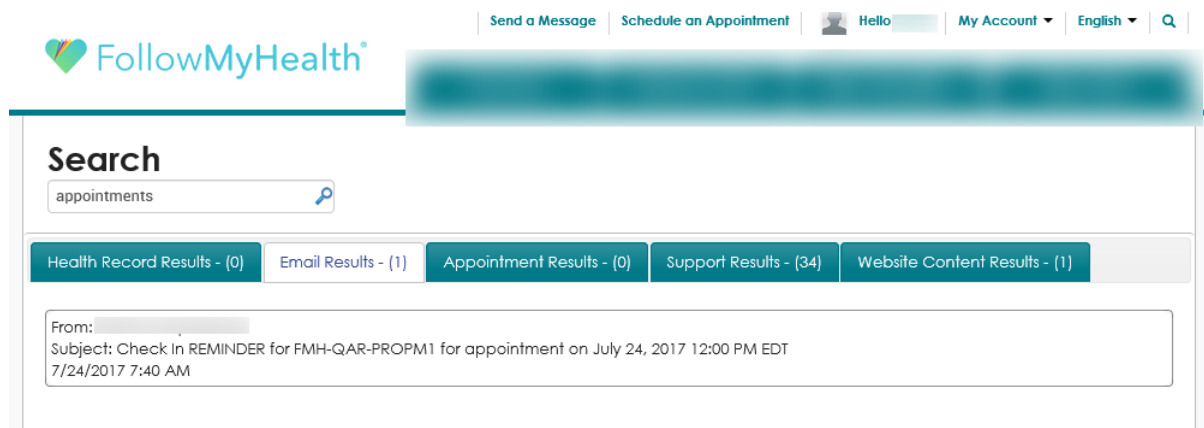 Send a Message Schedule an Appointment Hello My Account English
FollowMyHealth®
Search
appointments
Health Record Results - (0) Email Results - (1) Appointment Results - (0) Support Results - (34) Website Content Results - (1)
From:
Subject: Check In REMINDER for FMH-QAR-PROPM1 for appointment on July 24, 2017 12:00 PM EDT
7/24/2017 7:40 AM